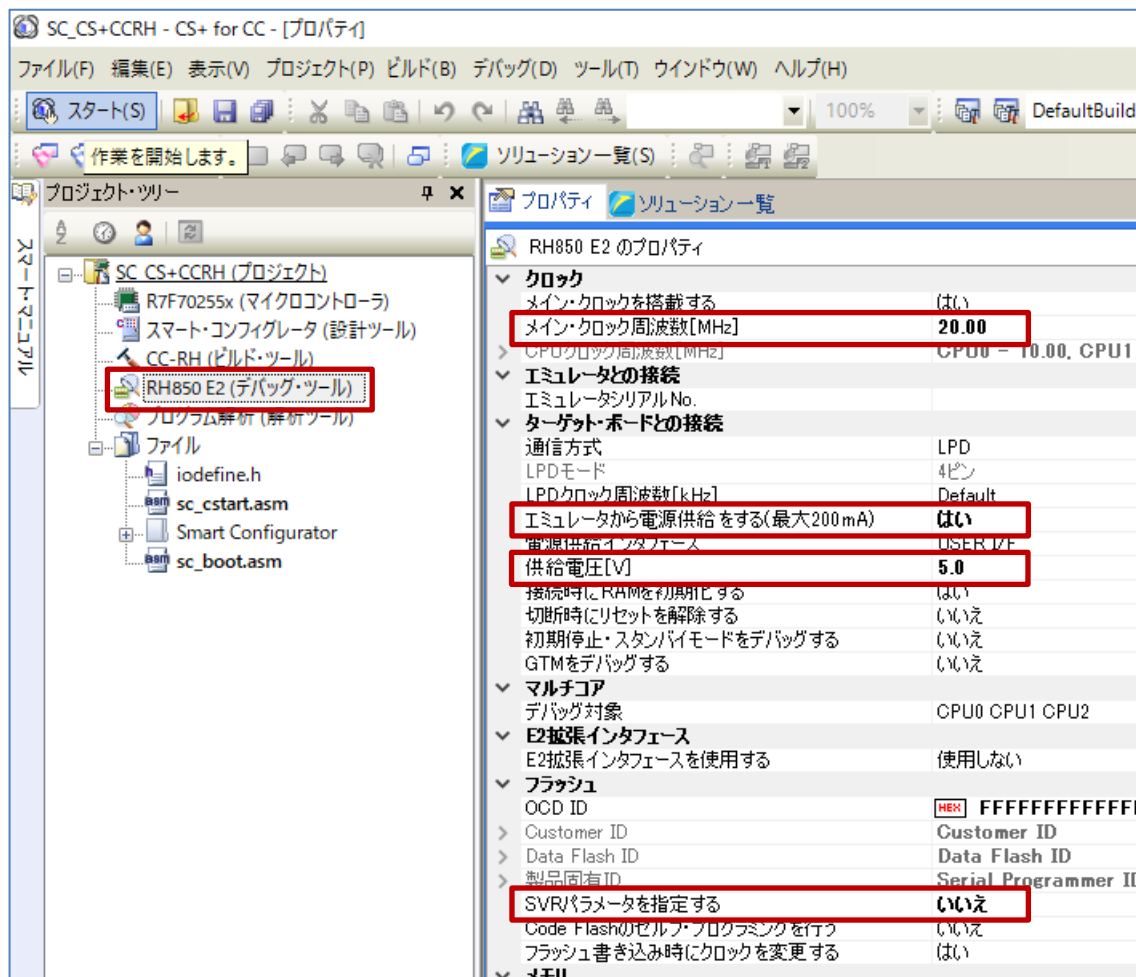 SC_CS+CCRH - CS+ for CC - [プロパティ]
ファイル(F) 編集(E) 表示(V) プロジェクト(P) ビルド(B) デバッグ(D) ツール(T) ウインドウ(W) ヘルプ(H)
スタート(S) 100% DefaultBuild
作業を開始します。 ソリューション一覧(S)
スマート・マニュアル
プロジェクト・ツリー
SC_CS+CCRH (プロジェクト)
R7F70255x (マイクロコントローラ)
スマート・コンフィグレータ (設計ツール)
CC-RH (ビルド・ツール)
RH850 E2 (デバッグ・ツール)
プログラム解析 (解析ツール)
ファイル
iodefine.h
sc_cstart.asm
Smart Configurator
sc_boot.asm
プロパティ ソリューション一覧
RH850 E2 のプロパティ
クロック
メイン・クロックを搭載する はい
メイン・クロック周波数[MHz] 20.00
CPUクロック周波数[MHz] CPU0 - 10.00, CPU1
エミュレータとの接続
エミュレータシリアルNo.
ターゲット・ボードとの接続
通信方式 LPD
LPDモード 4ピン
LPDクロック周波数[kHz] Default
エミュレータから電源供給をする(最大200mA) はい
電源供給インタフェース USER I/F
供給電圧[V] 5.0
接続時にRAMを初期化する はい
切断時にリセットを解除する いいえ
初期停止・スタンバイモードをデバッグする いいえ
GTMをデバッグする いいえ
マルチコア
デバッグ対象 CPU0 CPU1 CPU2
E2拡張インタフェース
E2拡張インタフェースを使用する 使用しない
フラッシュ
OCD ID HEX FFFFFFFFFFFFF
Customer ID Customer ID
Data Flash ID Data Flash ID
製品固有ID Serial Programmer ID
SVRパラメータを指定する いいえ
Code Flashのセルフ・プログラミングを行う いいえ
フラッシュ書き込み時にクロックを変更する はい
メモリ